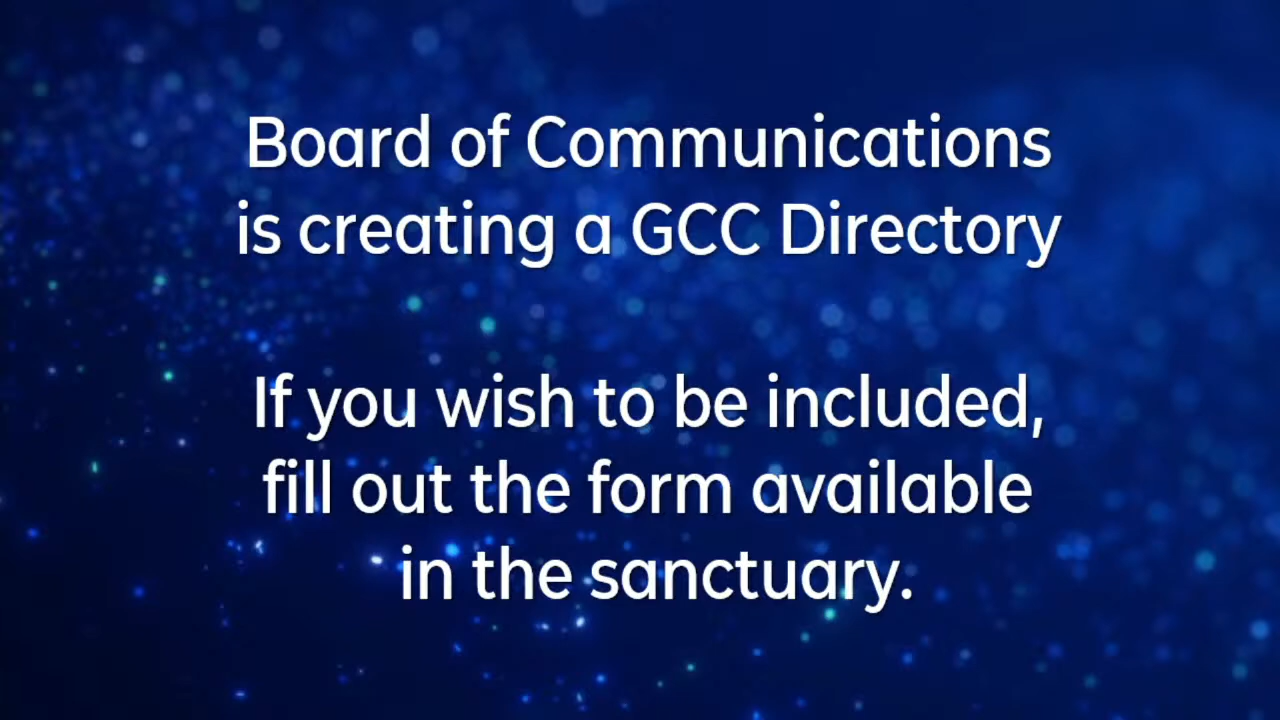 Board of Communications
is creating a GCC Directory
If you wish to be included,
fill out the form available
in the sanctuary.